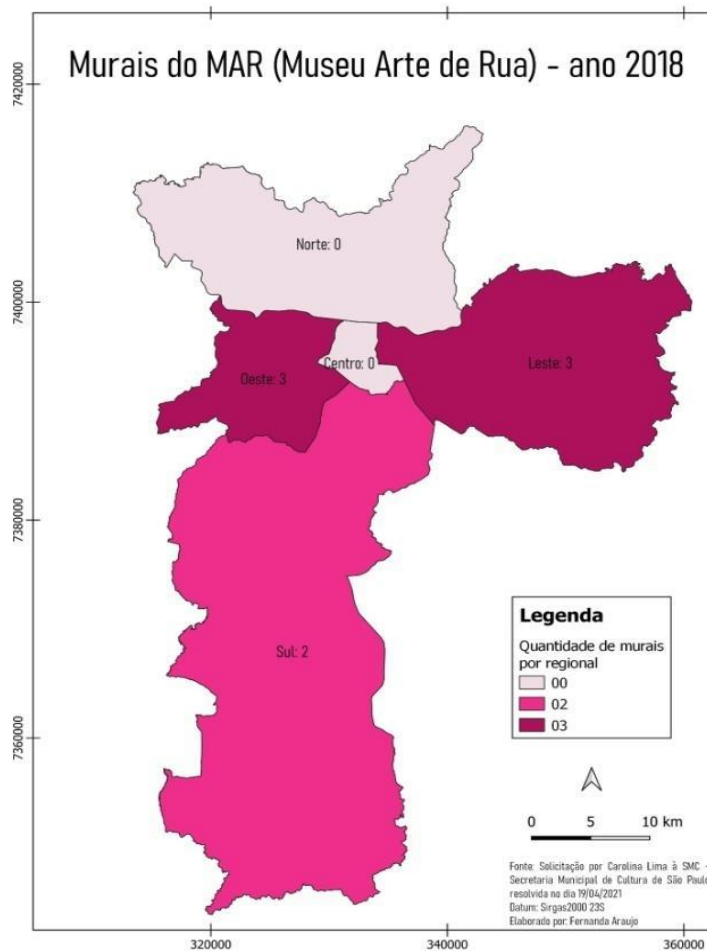 Murais do MAR (Museu Arte de Rua) - ano 2018
7420000
7400000
7380000
7360000
Norte: 0
Centro: 0
Oeste: 3
Leste: 3
Sul: 2
Legenda
Quantidade de murais
por regional
00
02
03
0 5 10 km
Fonte: Solicitação por Carolina Lima à SMC -
Secretaria Municipal de Cultura de São Paulo
resolvida no dia 19/04/2021
Datum: Sirgas2000 23S
Elaborado por: Fernanda Araujo
320000 340000 360000